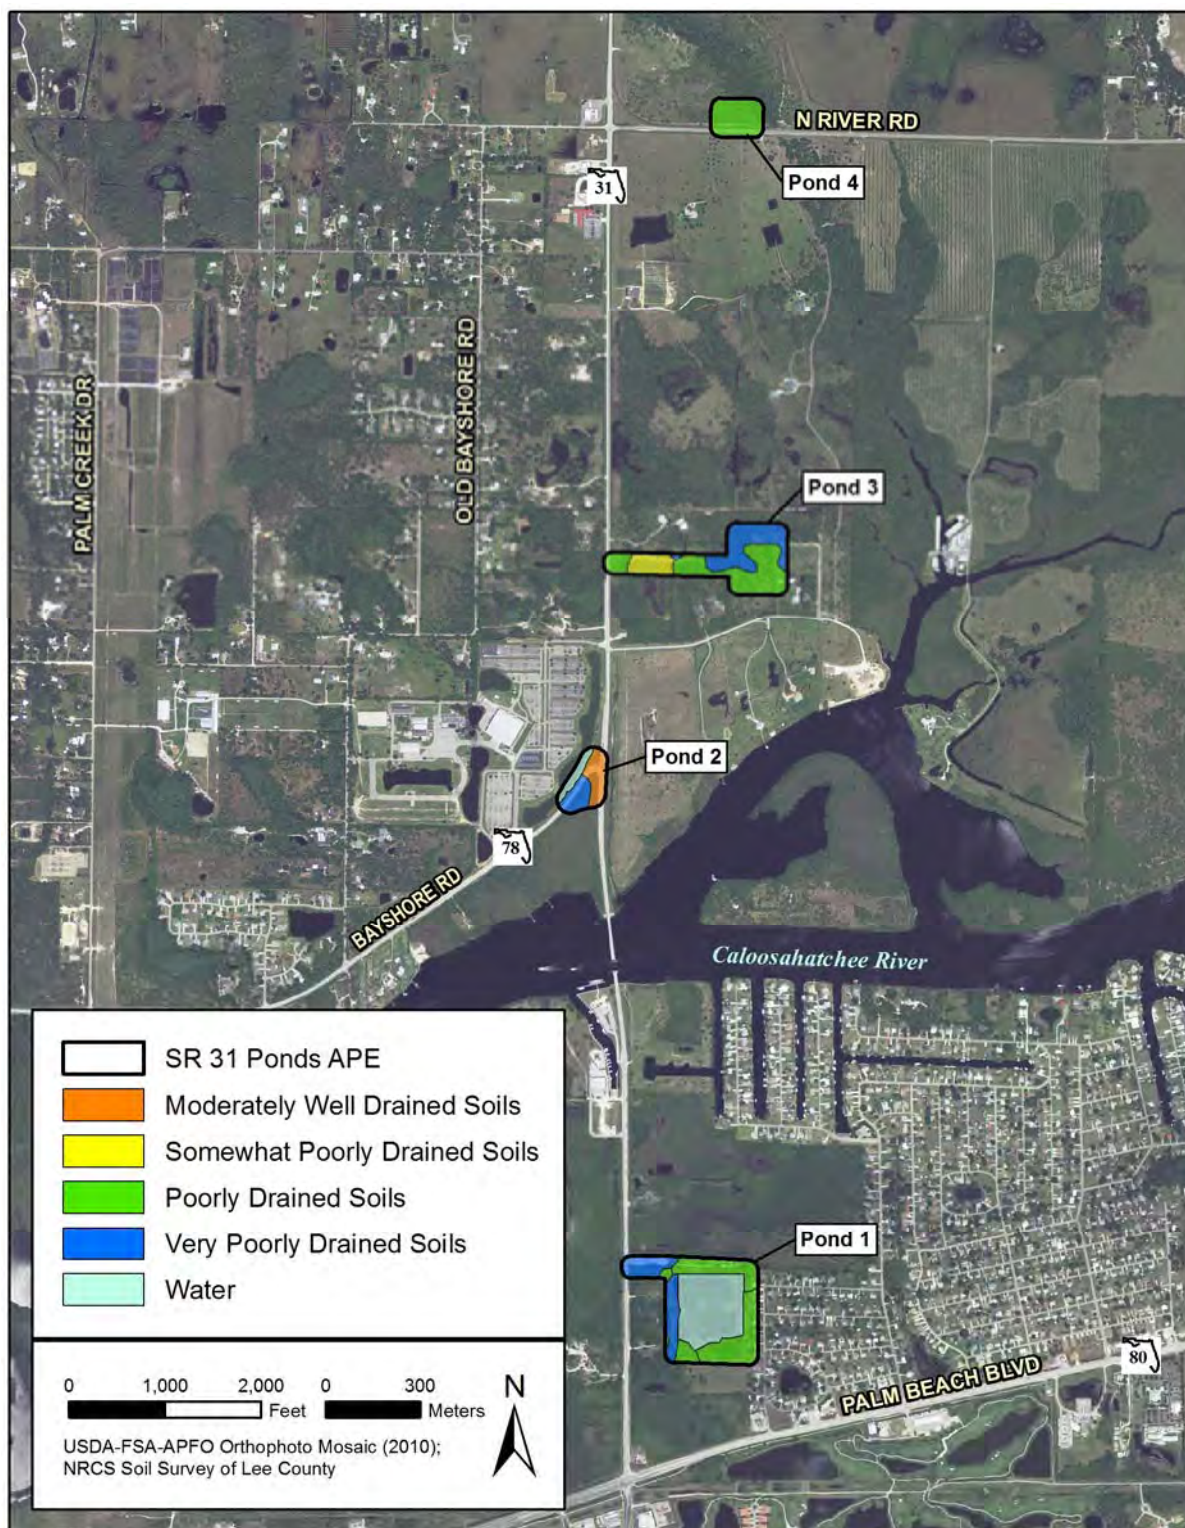 N RIVER RD
Pond 4
31
PALM CREEK DR
OLD BAYSHORE RD
Pond 3
Pond 2
78
BAYSHORE RD
Caloosahatchee River
SR 31 Ponds APE
Moderately Well Drained Soils
Somewhat Poorly Drained Soils
Poorly Drained Soils
Very Poorly Drained Soils
Water
Pond 1
80
PALM BEACH BLVD
0 1,000 2,000 0 300
Feet Meters
N
USDA-FSA-APFO Orthophoto Mosaic (2010);
NRCS Soil Survey of Lee County